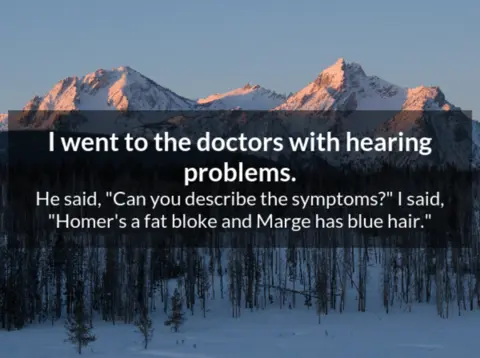 I went to the doctors with hearing
problems.
He said, "Can you describe the symptoms?" I said,
"Homer's a fat bloke and Marge has blue hair."